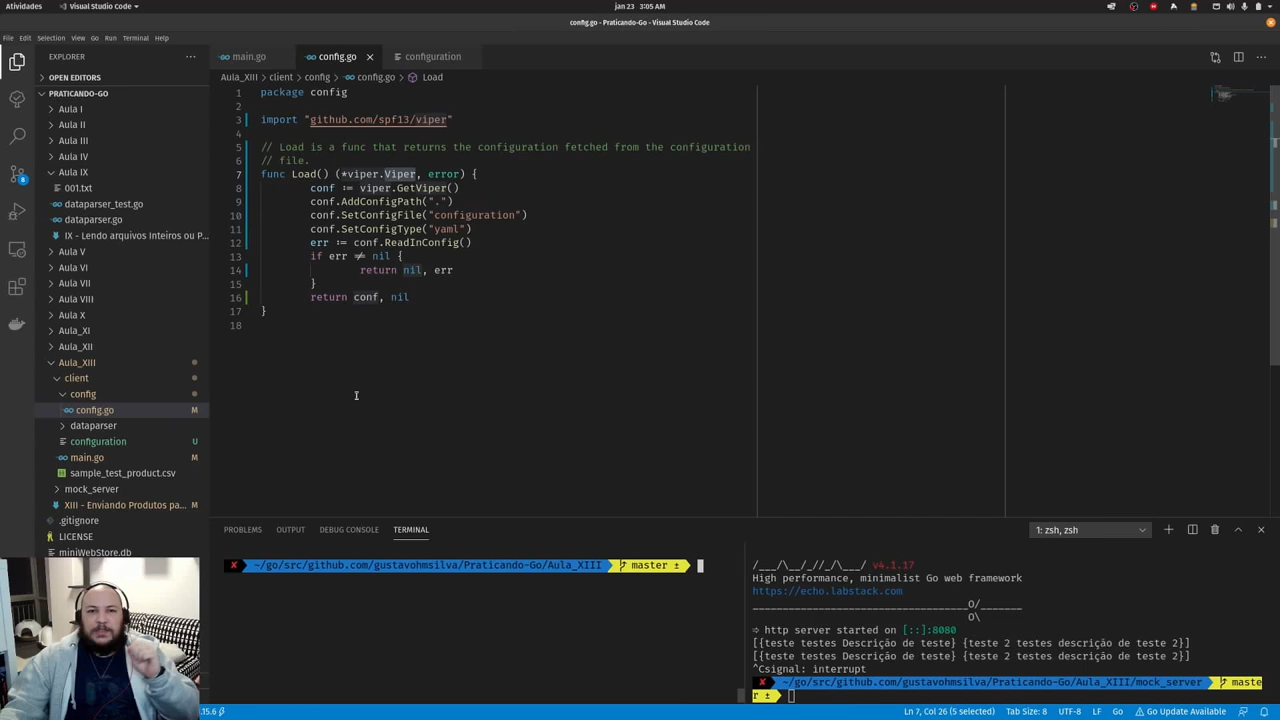 Atividades
Visual Studio Code
jan 23 3:05 AM
config.go - Praticando-Go - Visual Studio Code
File Edit Selection View Go Run Terminal Help
EXPLORER
OPEN EDITORS
PRATICANDO-GO
Aula I
Aula II
Aula III
Aula IV
Aula IX
001.txt
dataparser_test.go
dataparser.go
IX - Lendo arquivos Inteiros ou P...
Aula V
Aula VI
Aula VII
Aula VIII
Aula X
Aula_XI
Aula_XII
Aula_XIII
client
config
config.go M
dataparser
configuration U
main.go M
sample_test_product.csv
mock_server
XIII - Enviando Produtos pa... M
.gitignore
LICENSE
miniWebStore.db
8
main.go
config.go
configuration
Aula_XIII > client > config > config.go > Load
1 package config
2
3 import "github.com/spf13/viper"
4
5 // Load is a func that returns the configuration fetched from the configuration
6 // file.
7 func Load() (*viper.Viper, error) {
8 conf := viper.GetViper()
9 conf.AddConfigPath(".")
10 conf.SetConfigFile("configuration")
11 conf.SetConfigType("yaml")
12 err := conf.ReadInConfig()
13 if err ≠ nil {
14 return nil, err
15 }
16 return conf, nil
17 }
18
PROBLEMS OUTPUT DEBUG CONSOLE TERMINAL
1: zsh, zsh
✘ ~/go/src/github.com/gustavohmsilva/Praticando-Go/Aula_XIII master ±
/___/\__/_//_/\___/ v4.1.17
High performance, minimalist Go web framework
https://echo.labstack.com
____________________________________O/_______
O\
⇨ http server started on [::]:8080
[{teste testes Descrição de teste} {teste 2 testes descrição de teste 2}]
[{teste testes Descrição de teste} {teste 2 testes descrição de teste 2}]
^Csignal: interrupt
✘ ~/go/src/github.com/gustavohmsilva/Praticando-Go/Aula_XIII/mock_server maste
r ±
.15.6
Ln 7, Col 26 (5 selected) Tab Size: 8 UTF-8 LF Go Go Update Available